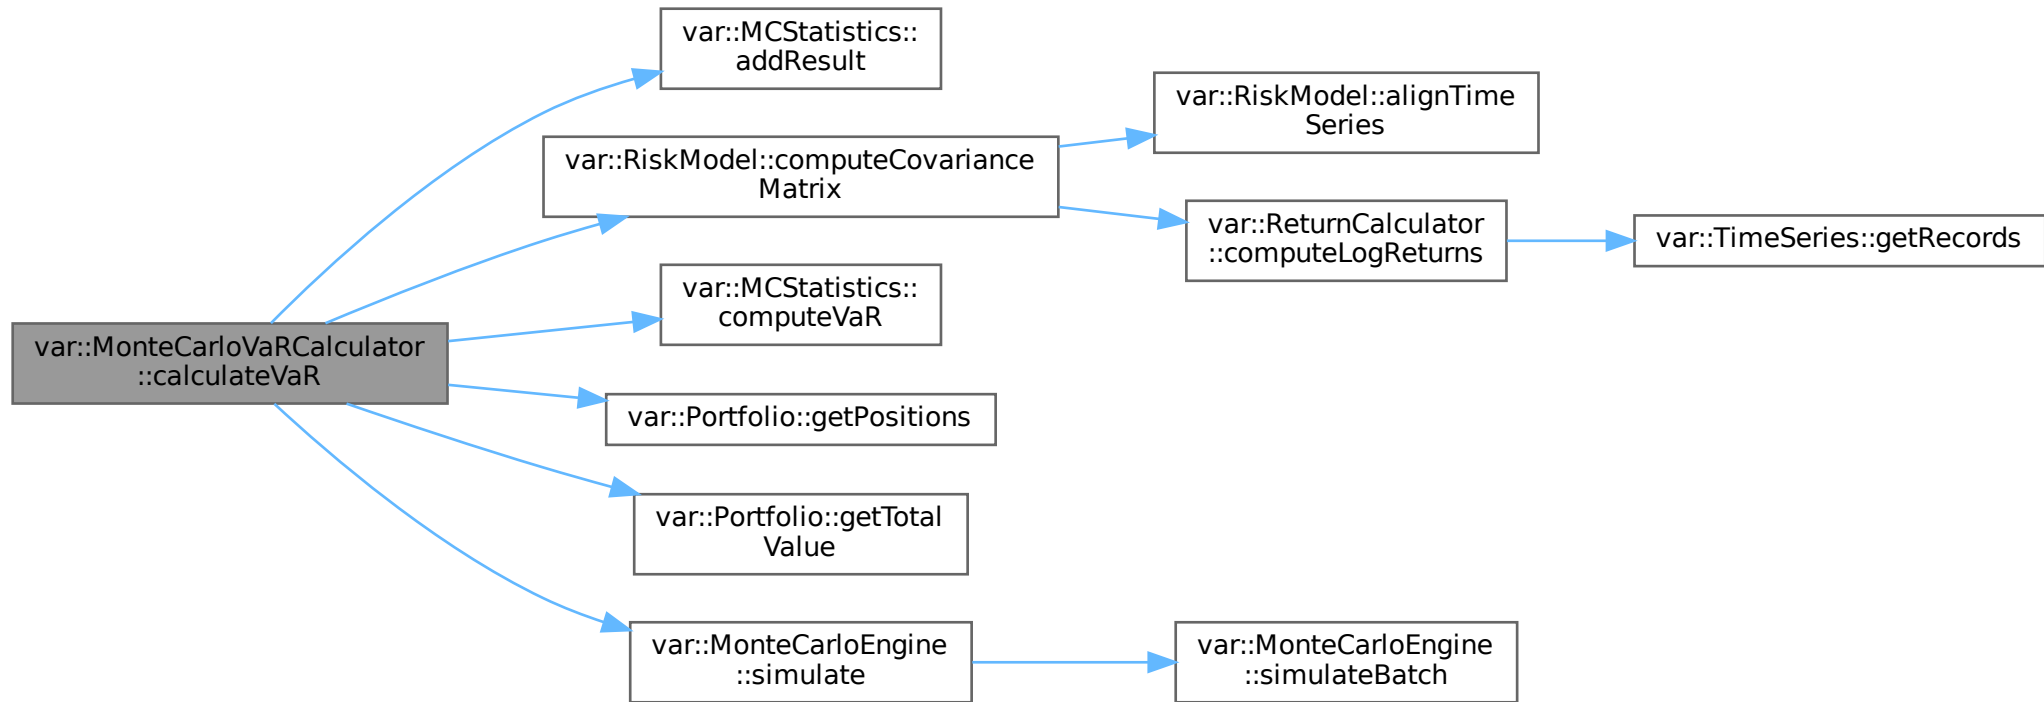 var::MCStatistics::
addResult
var::RiskModel::alignTime
Series
var::RiskModel::computeCovariance
Matrix
var::ReturnCalculator
::computeLogReturns
var::TimeSeries::getRecords
var::MCStatistics::
computeVaR
var::MonteCarloVaRCalculator
::calculateVaR
var::Portfolio::getPositions
var::Portfolio::getTotal
Value
var::MonteCarloEngine
::simulate
var::MonteCarloEngine
::simulateBatch